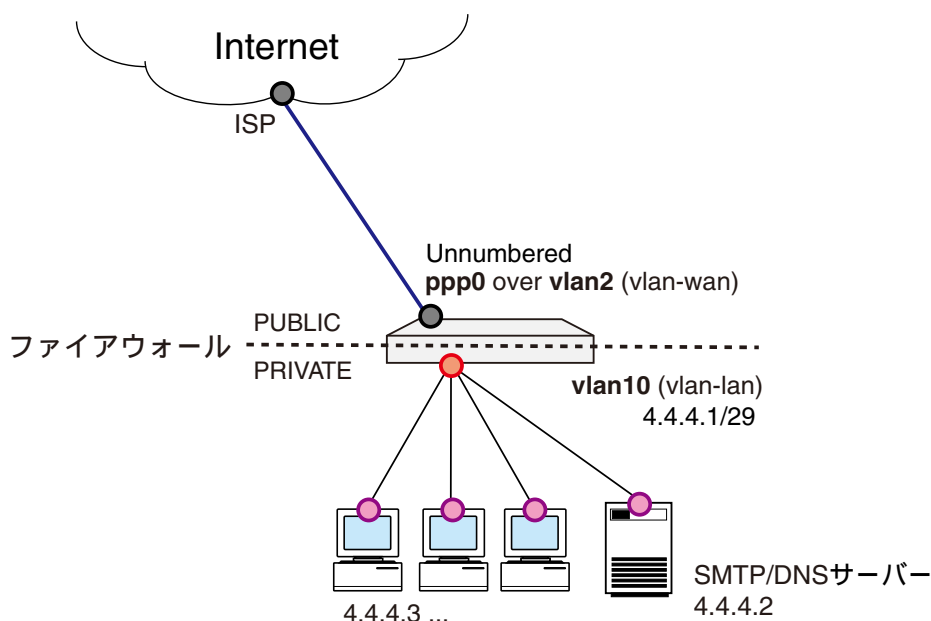 Internet
ISP
Unnumbered
ppp0 over vlan2 (vlan-wan)
PUBLIC
ファイアウォール
PRIVATE
vlan10 (vlan-lan)
4.4.4.1/29
SMTP/DNSサーバー
4.4.4.2
4.4.4.3 ...